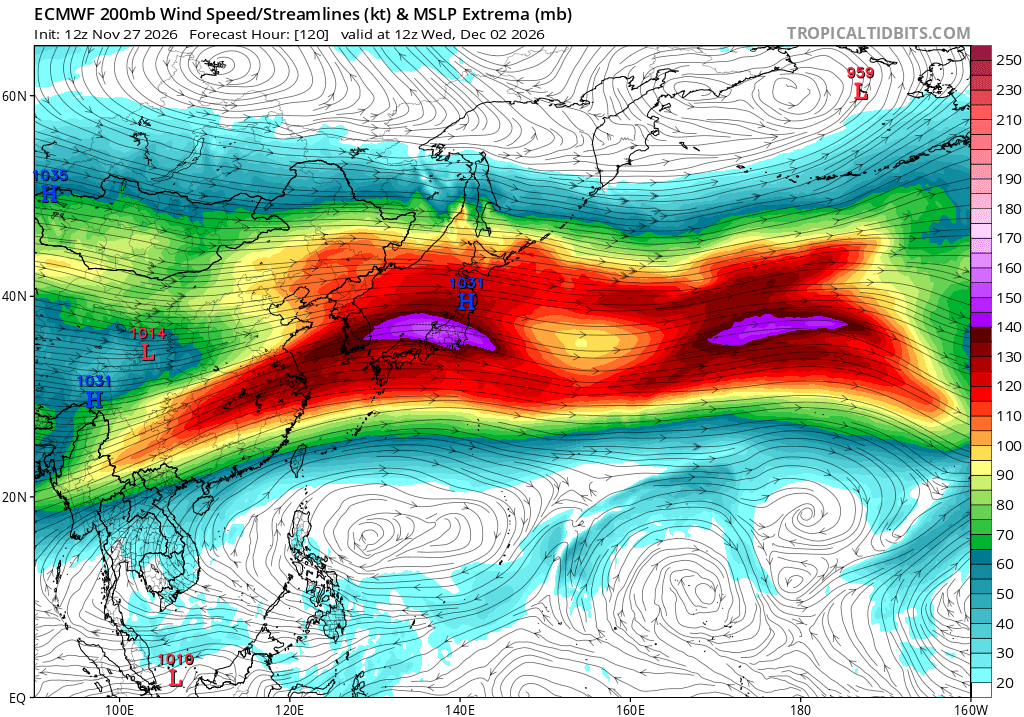 ECMWF 200mb Wind Speed/Streamlines (kt) & MSLP Extrema (mb)
Init: 12z Nov 27 2026 Forecast Hour: [120] valid at 12z Wed, Dec 02 2026
TROPICALTIDBITS.COM
60N
40N
20N
EQ
959
L
1035
H
1031
H
1014
L
1031
H
1010
L
100E
120E
140E
160E
180
160W
250
230
210
200
190
180
170
160
150
140
130
120
110
100
90
80
70
60
50
40
30
20